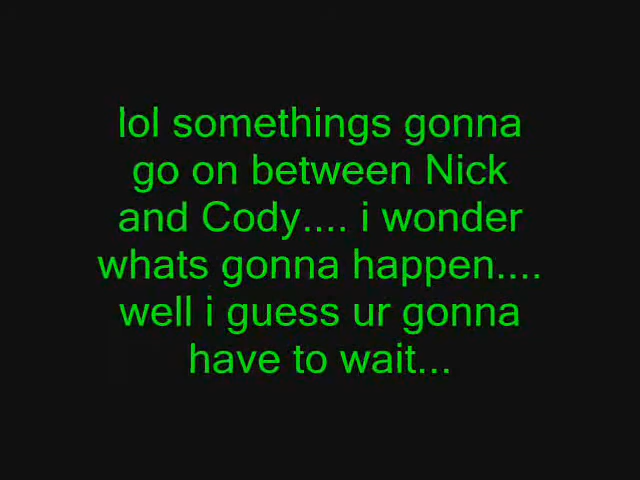 lol somethings gonna
go on between Nick
and Cody.... i wonder
whats gonna happen....
well i guess ur gonna
have to wait...